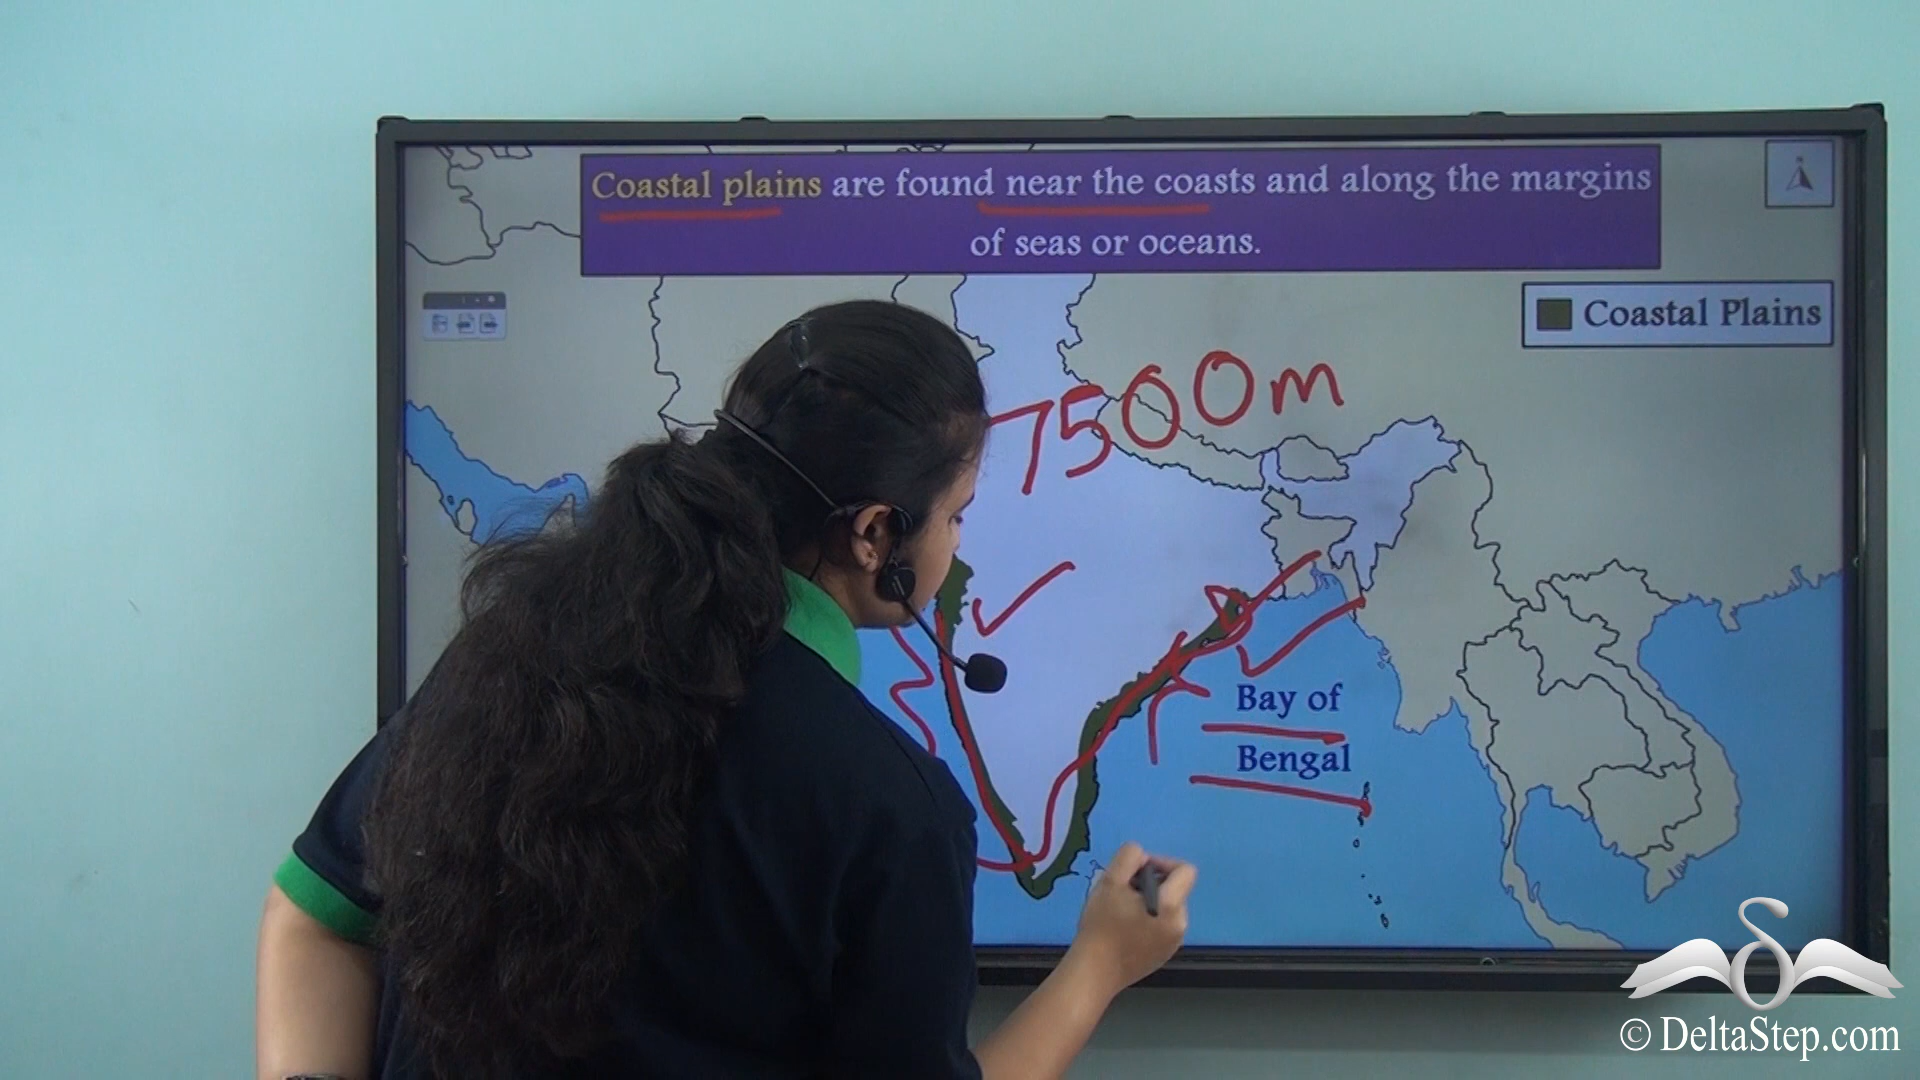 Coastal plains are found near the coasts and along the margins
of seas or oceans.
Coastal Plains
7500m
Bay of
Bengal
© DeltaStep.com